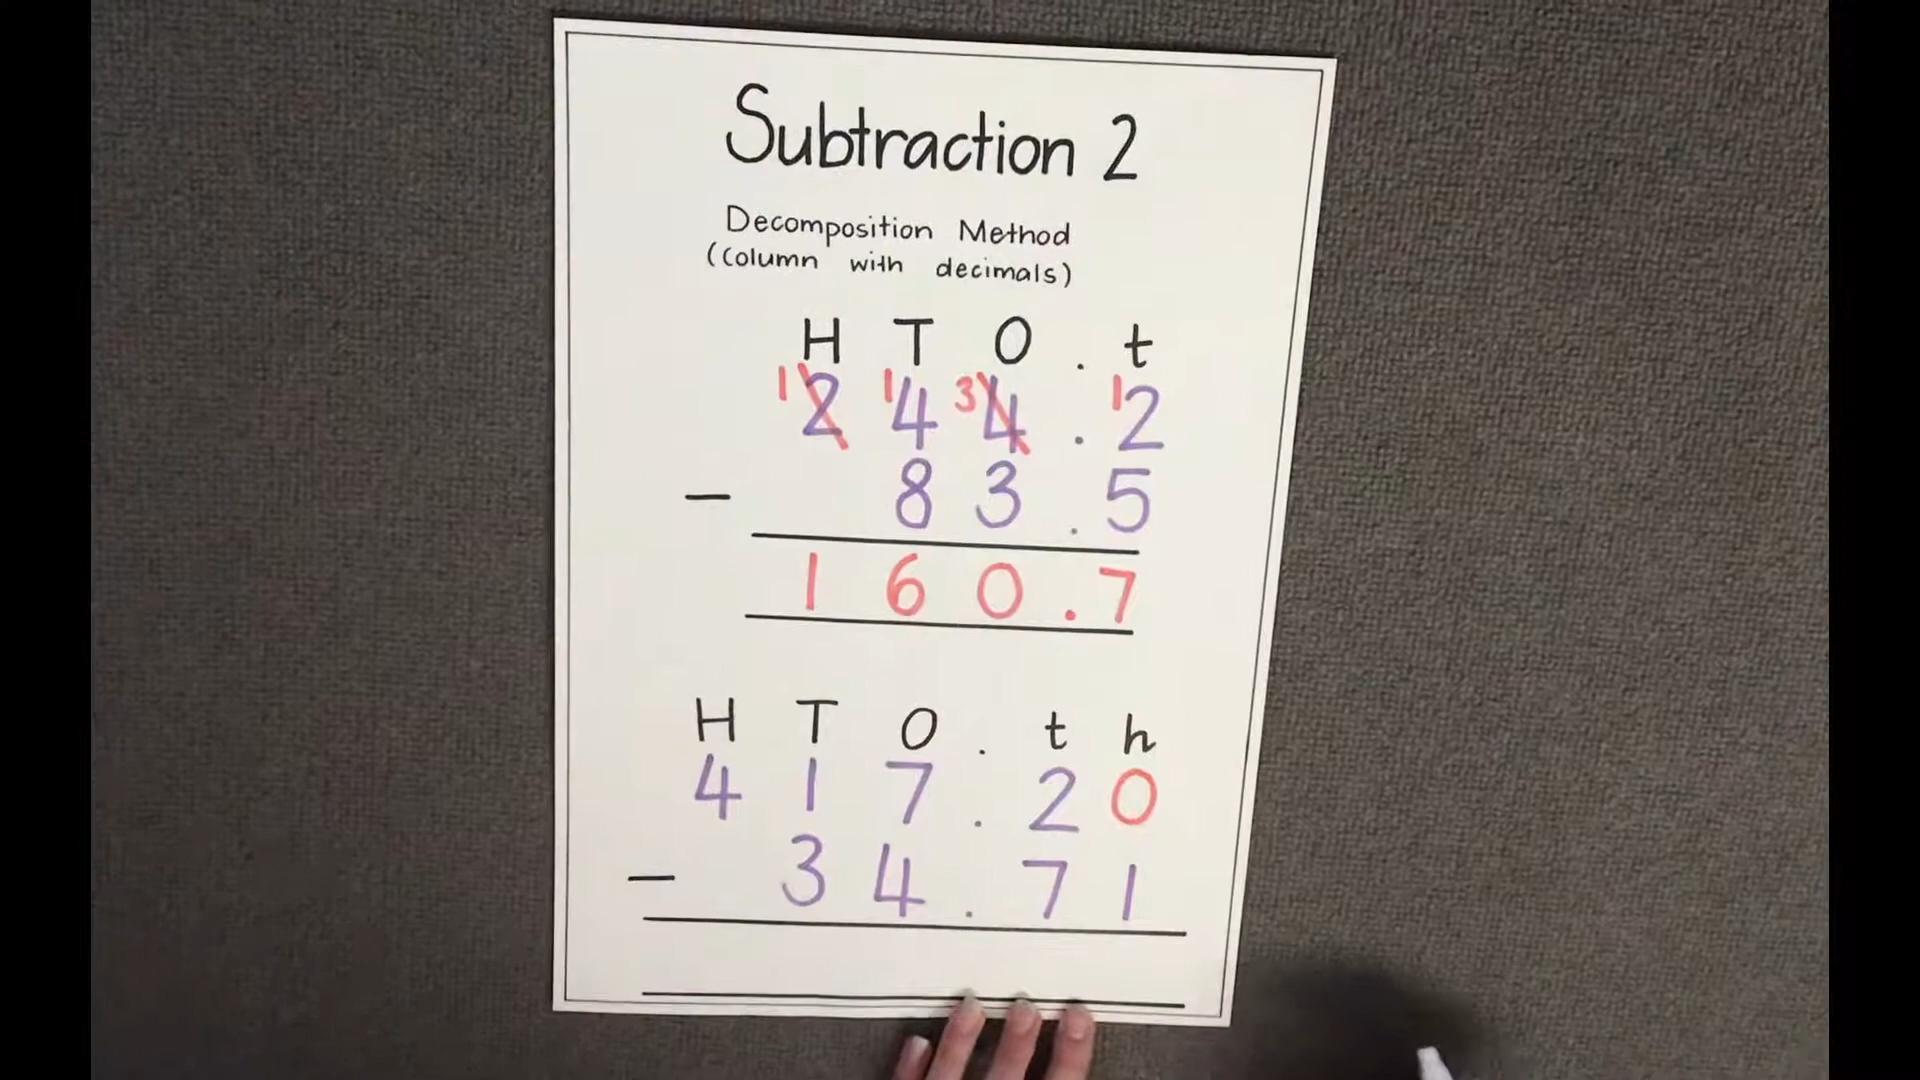 Subtraction 2
Decomposition Method
(Column with decimals)
H T O . t
1 2 1 4 3 4 . 1 2
- 8 3 . 5
1 6 0 . 7
H T O . t h
4 1 7 . 2 0
- 3 4 . 7 1